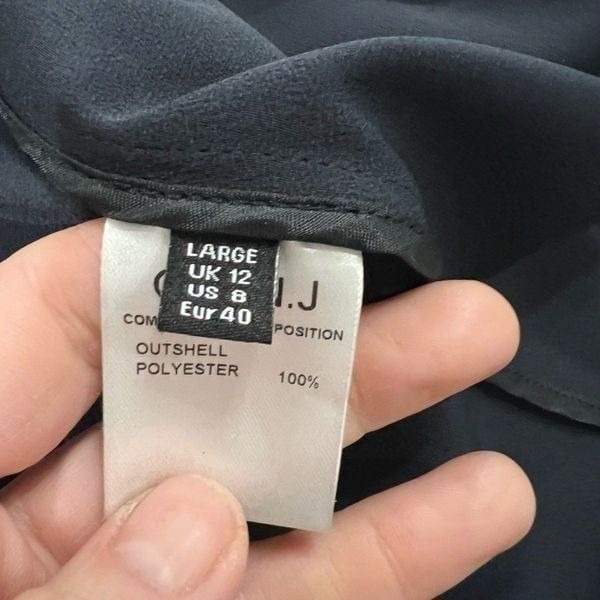 LARGE
UK 12
US 8
Eur 40
.J
COM POSITION
OUTSHELL
POLYESTER 100%